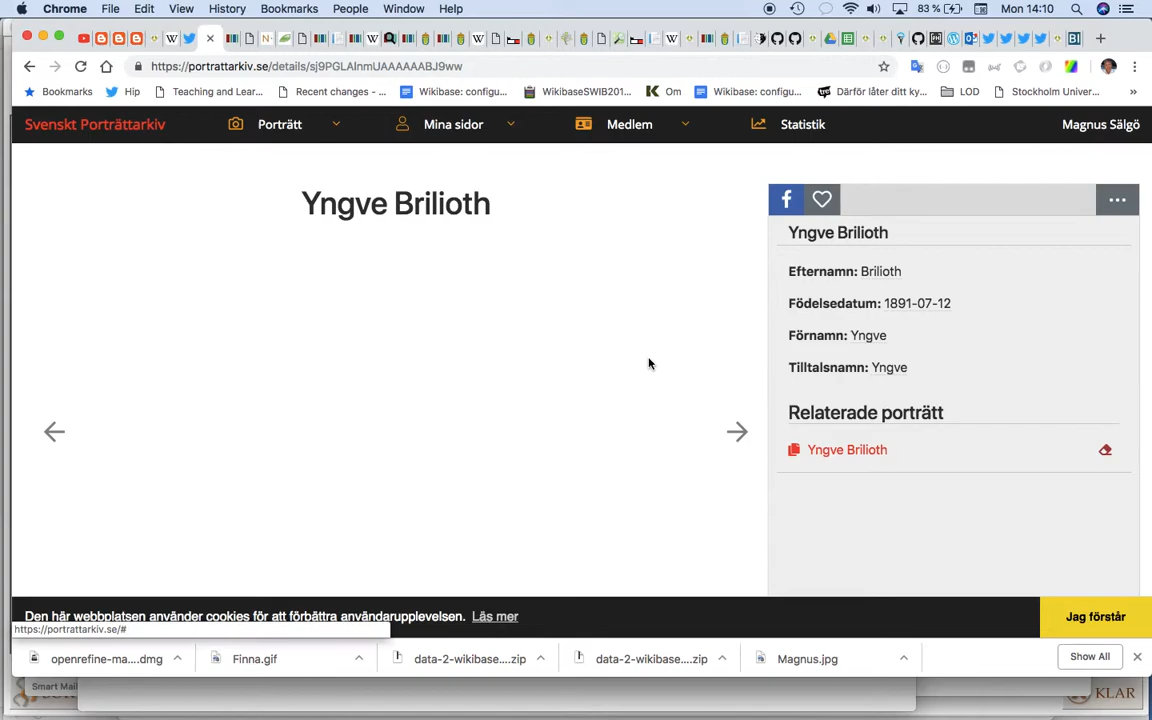 Chrome File Edit View History Bookmarks People Window Help 83 % Mon 14:10
https://portrattarkiv.se/details/sj9PGLAlnmUAAAAAABJ9ww
Bookmarks Hip Teaching and Lear... Recent changes - ... Wikibase: configu... WikibaseSWIB201... Om Wikibase: configu... Därför låter ditt ky... LOD Stockholm Univer... »
Svenskt Porträttarkiv Porträtt Mina sidor Medlem Statistik Magnus Sälgö
Yngve Brilioth
Yngve Brilioth
Efternamn: Brilioth
Födelsedatum: 1891-07-12
Förnamn: Yngve
Tilltalsnamn: Yngve
Relaterade porträtt
Yngve Brilioth
Den här webbplatsen använder cookies för att förbättra användarupplevelsen. Läs mer Jag förstår
https://portrattarkiv.se/#
openrefine-ma....dmg Finna.gif data-2-wikibase....zip data-2-wikibase....zip Magnus.jpg Show All
Smart Mai KLAR